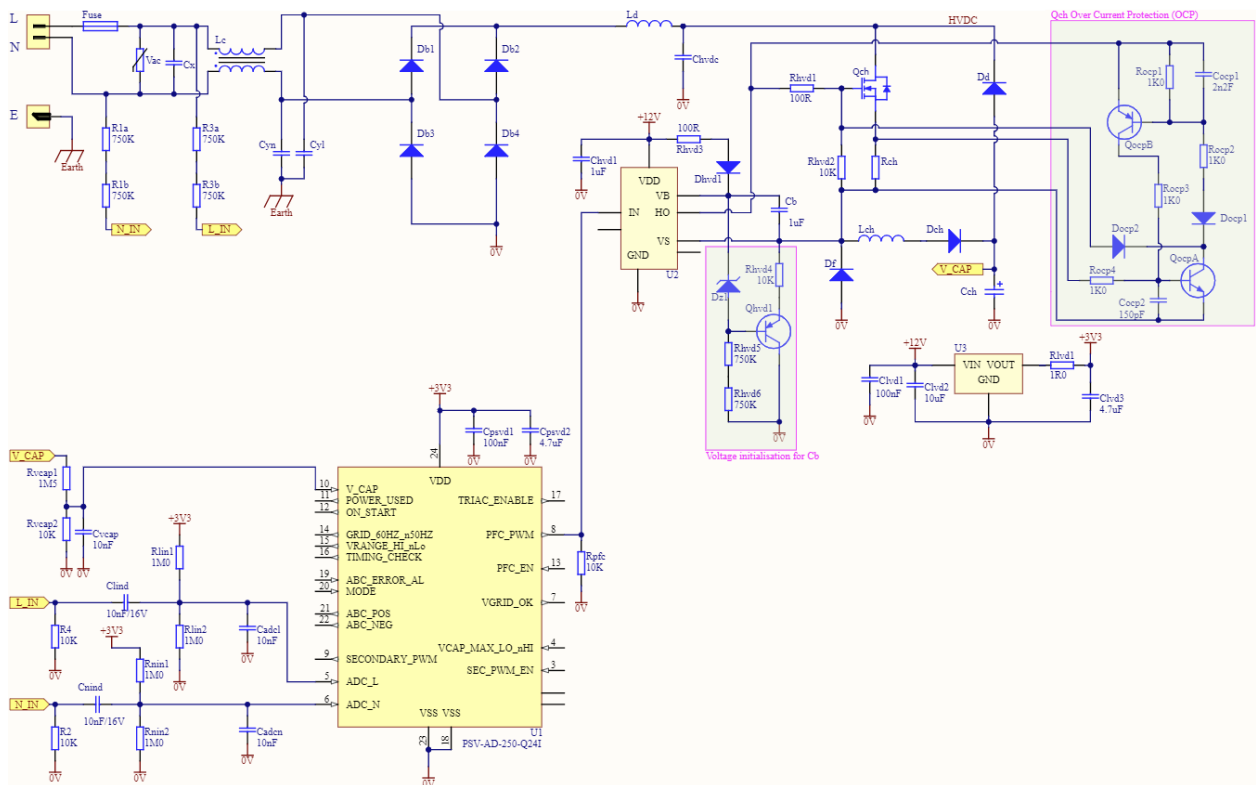 L
N
E
Fuse
Vac
Cx
Lc
Db1
Db2
Db3
Db4
Ld
Chvdc
0V
HVDC
R1a
750K
R1b
750K
N_IN
R3a
750K
R3b
750K
L_IN
Earth
Cyn
Cyl
Earth
0V
Chvd1
1uF
0V
+12V
100R
Rhvd3
Dhvd1
VDD
VB
IN
HO
VS
GND
U2
0V
Cb
1uF
Rhvd1
100R
Qch
Rhvd2
10K
Rch
Dd
Lch
Dch
Df
0V
V_CAP
Cch
+
0V
Dz1
Rhvd4
10K
Qhvd1
Rhvd5
750K
Rhvd6
750K
0V
Voltage initialisation for Cb
Qch Over Current Protection (OCP)
Rocp1
1K0
Cocp1
2n2F
QocpB
Rocp2
1K0
Rocp3
1K0
Docp1
Docp2
QocpA
Rocp4
1K0
Cocp2
150pF
+12V
U3
VIN VOUT
GND
Rlvd1
1R0
+3V3
Clvd1
100nF
Clvd2
10uF
Clvd3
4.7uF
0V
0V
0V
+3V3
Cpsvd1
100nF
Cpsvd2
4.7uF
0V
0V
V_CAP
Rvcap1
1M5
Rvcap2
10K
Cvcap
10nF
0V
0V
+3V3
Rlin1
1M0
L_IN
Clind
10nF/16V
R4
10K
0V
Rlin2
1M0
0V
Cadcl
10nF
0V
+3V3
Rnin1
1M0
N_IN
Cnind
10nF/16V
R2
10K
0V
Rnin2
1M0
0V
Cadcn
10nF
0V
24
VDD
10 V_CAP
11 POWER_USED
12 ON_START
14 GRID_60HZ_n50HZ
15 VRANGE_HI_nLo
16 TIMING_CHECK
19 ABC_ERROR_AL
20 MODE
21 ABC_POS
22 ABC_NEG
9 SECONDARY_PWM
5 ADC_L
6 ADC_N
TRIAC_ENABLE 17
PFC_PWM 8
PFC_EN 13
VGRID_OK 7
VCAP_MAX_LO_nHI 4
SEC_PWM_EN 3
VSS VSS
23
18
U1
PSV-AD-250-Q24I
0V
Rpfc
10K
0V